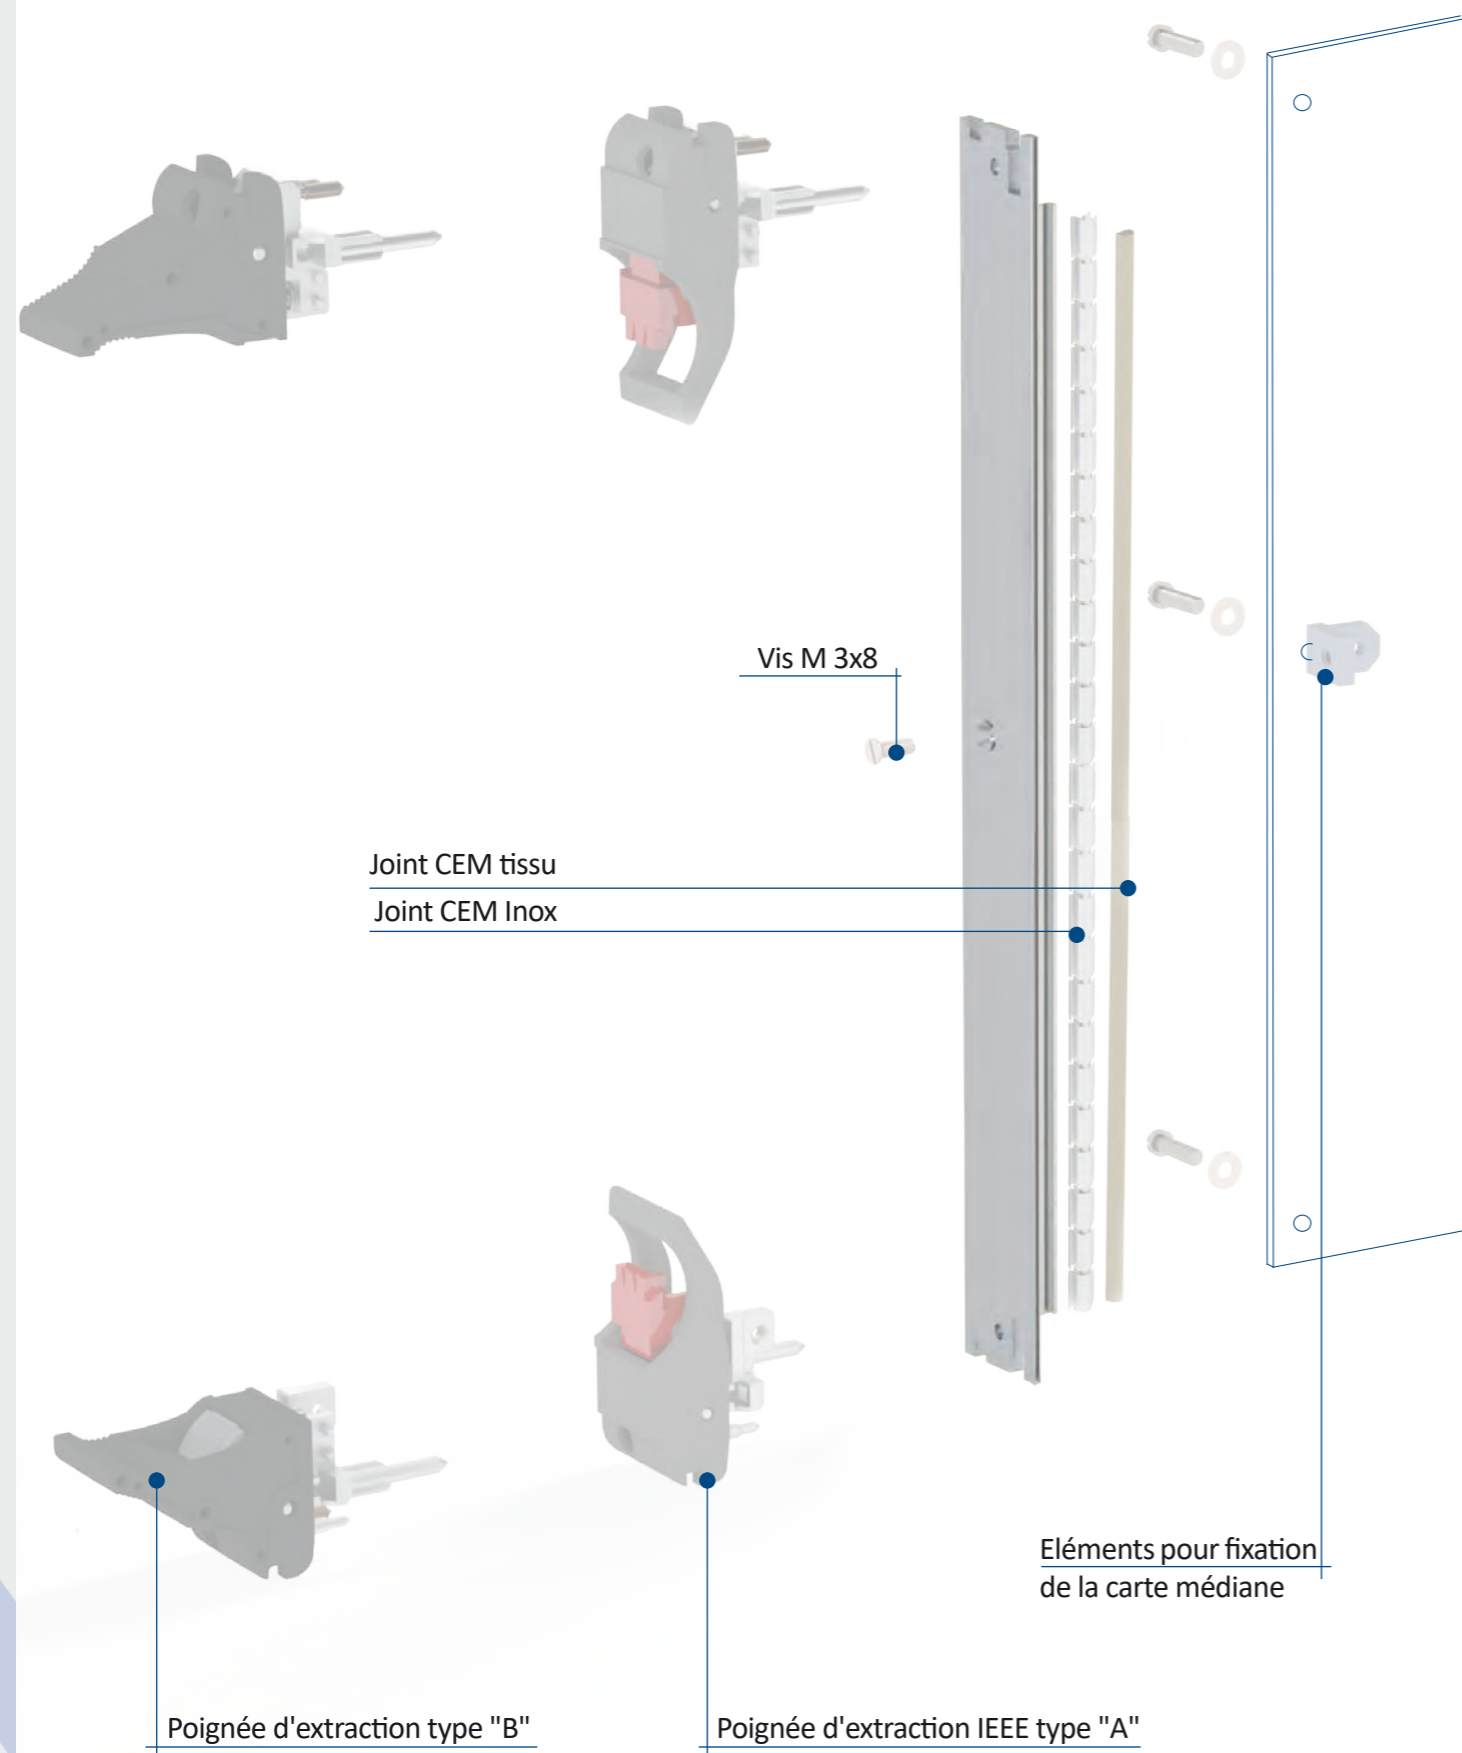 Vis M 3x8
Joint CEM tissu
Joint CEM Inox
Eléments pour fixation
de la carte médiane
Poignée d'extraction type "B"
Poignée d'extraction IEEE type "A"